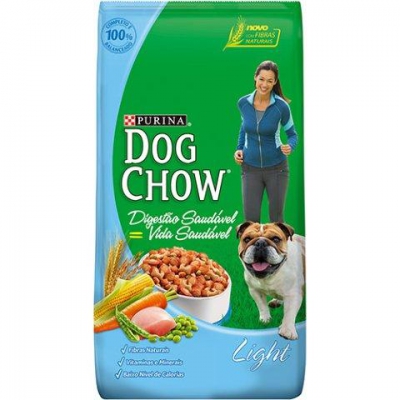 COMPLETO E
100%
BALANCEADO
novo
com FIBRAS
NATURAIS
PURINA
DOG
CHOW®
Digestão Saudável
= Vida Saudável
Fibras Naturais
Vitaminas e Minerais
Baixo Nível de Calorias
Light